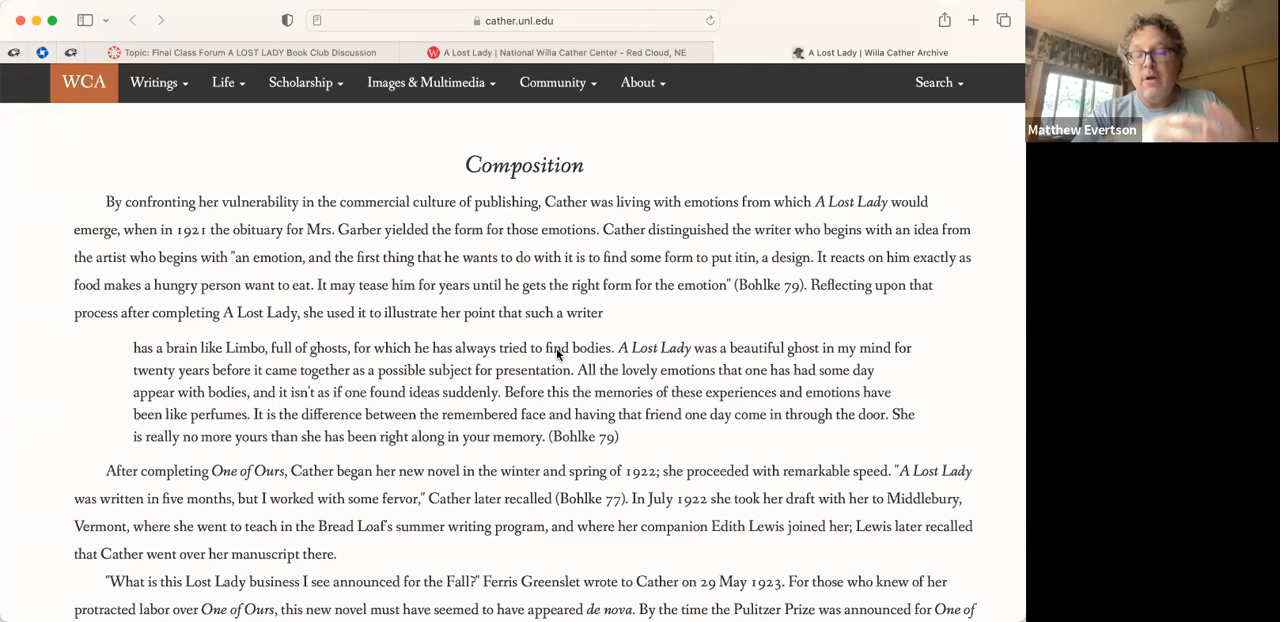 cather.unl.edu
Topic: Final Class Forum A LOST LADY Book Club Discussion
A Lost Lady | National Willa Cather Center - Red Cloud, NE
A Lost Lady | Willa Cather Archive
WCA
Writings
Life
Scholarship
Images & Multimedia
Community
About
Search
Matthew Evertson
Composition
By confronting her vulnerability in the commercial culture of publishing, Cather was living with emotions from which A Lost Lady would
emerge, when in 1921 the obituary for Mrs. Garber yielded the form for those emotions. Cather distinguished the writer who begins with an idea from
the artist who begins with "an emotion, and the first thing that he wants to do with it is to find some form to put itin, a design. It reacts on him exactly as
food makes a hungry person want to eat. It may tease him for years until he gets the right form for the emotion" (Bohlke 79). Reflecting upon that
process after completing A Lost Lady, she used it to illustrate her point that such a writer
has a brain like Limbo, full of ghosts, for which he has always tried to find bodies. A Lost Lady was a beautiful ghost in my mind for
twenty years before it came together as a possible subject for presentation. All the lovely emotions that one has had some day
appear with bodies, and it isn't as if one found ideas suddenly. Before this the memories of these experiences and emotions have
been like perfumes. It is the difference between the remembered face and having that friend one day come in through the door. She
is really no more yours than she has been right along in your memory. (Bohlke 79)
After completing One of Ours, Cather began her new novel in the winter and spring of 1922; she proceeded with remarkable speed. "A Lost Lady
was written in five months, but I worked with some fervor," Cather later recalled (Bohlke 77). In July 1922 she took her draft with her to Middlebury,
Vermont, where she went to teach in the Bread Loaf's summer writing program, and where her companion Edith Lewis joined her; Lewis later recalled
that Cather went over her manuscript there.
"What is this Lost Lady business I see announced for the Fall?" Ferris Greenslet wrote to Cather on 29 May 1923. For those who knew of her
protracted labor over One of Ours, this new novel must have seemed to have appeared de nova. By the time the Pulitzer Prize was announced for One of